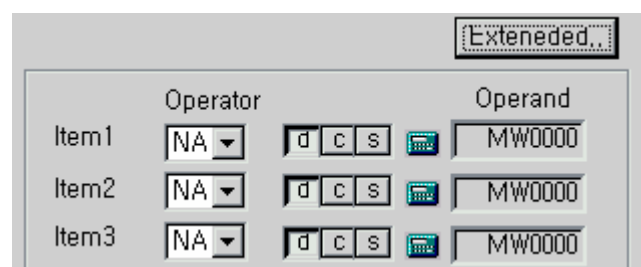 Exteneded,,
Operator Operand
Item1 NA d c s MW0000
Item2 NA d c s MW0000
Item3 NA d c s MW0000